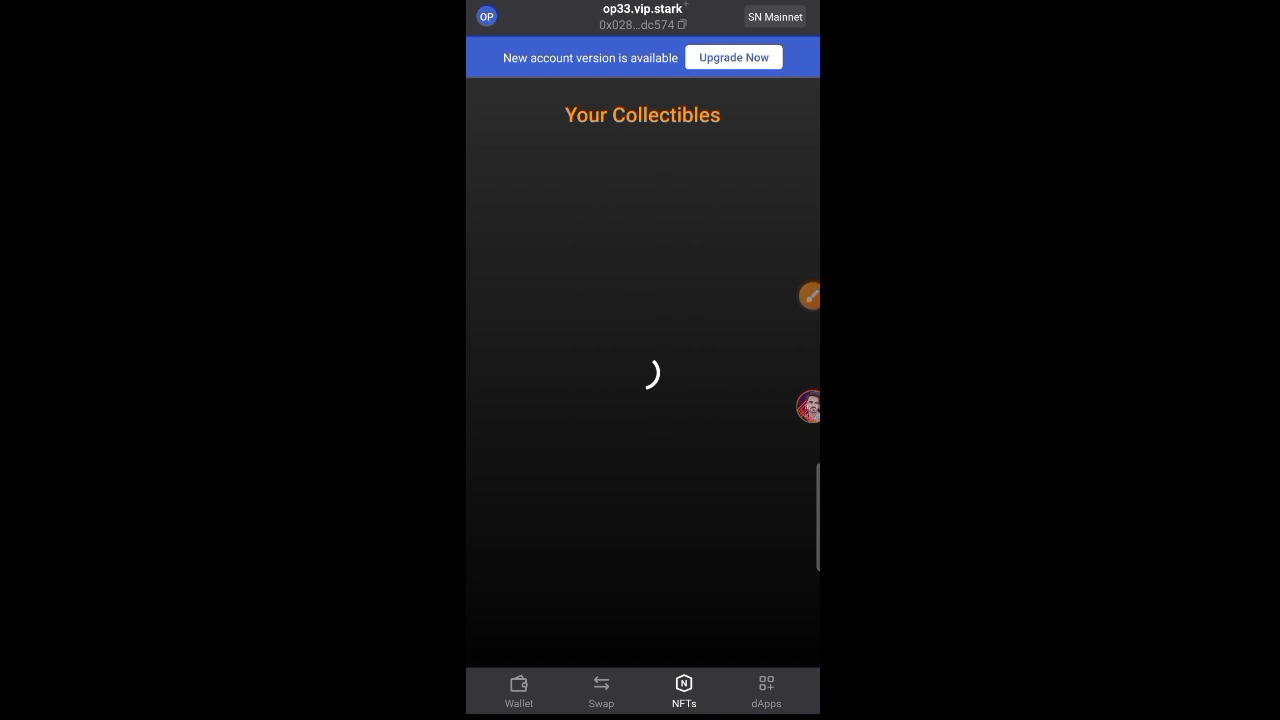 OP
op33.vip.stark
0x028...dc574
SN Mainnet
New account version is available
Upgrade Now
Your Collectibles
N
Wallet
Swap
NFTs
dApps